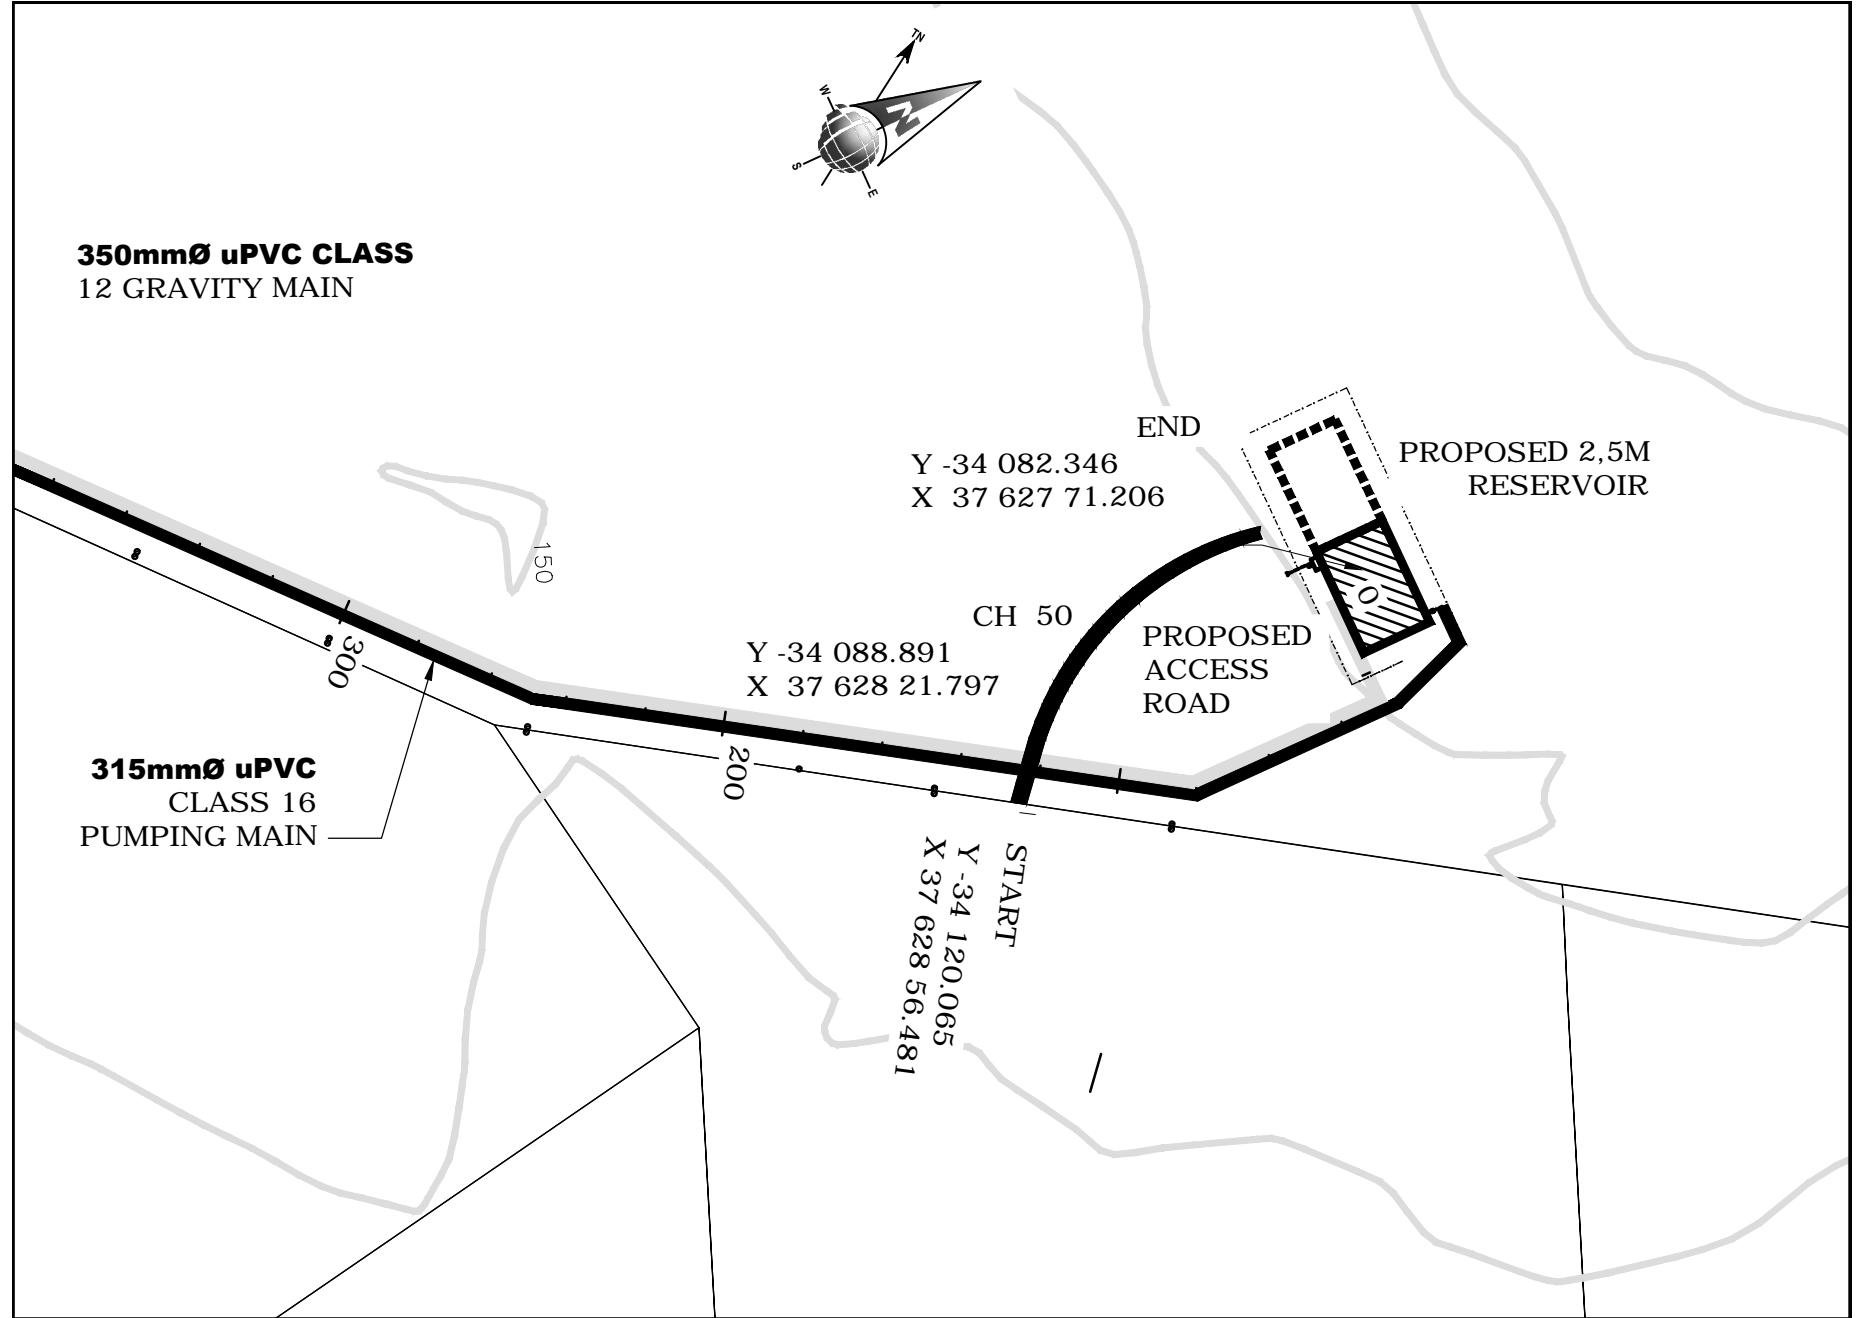 TN
W
N
S
E
350mmØ uPVC CLASS
12 GRAVITY MAIN
END
Y -34 082.346
X 37 627 71.206
PROPOSED 2,5M
RESERVOIR
150
0
CH 50
Y -34 088.891
X 37 628 21.797
PROPOSED
ACCESS
ROAD
300
200
315mmØ uPVC
CLASS 16
PUMPING MAIN
START
Y -34 120.065
X 37 628 56.481